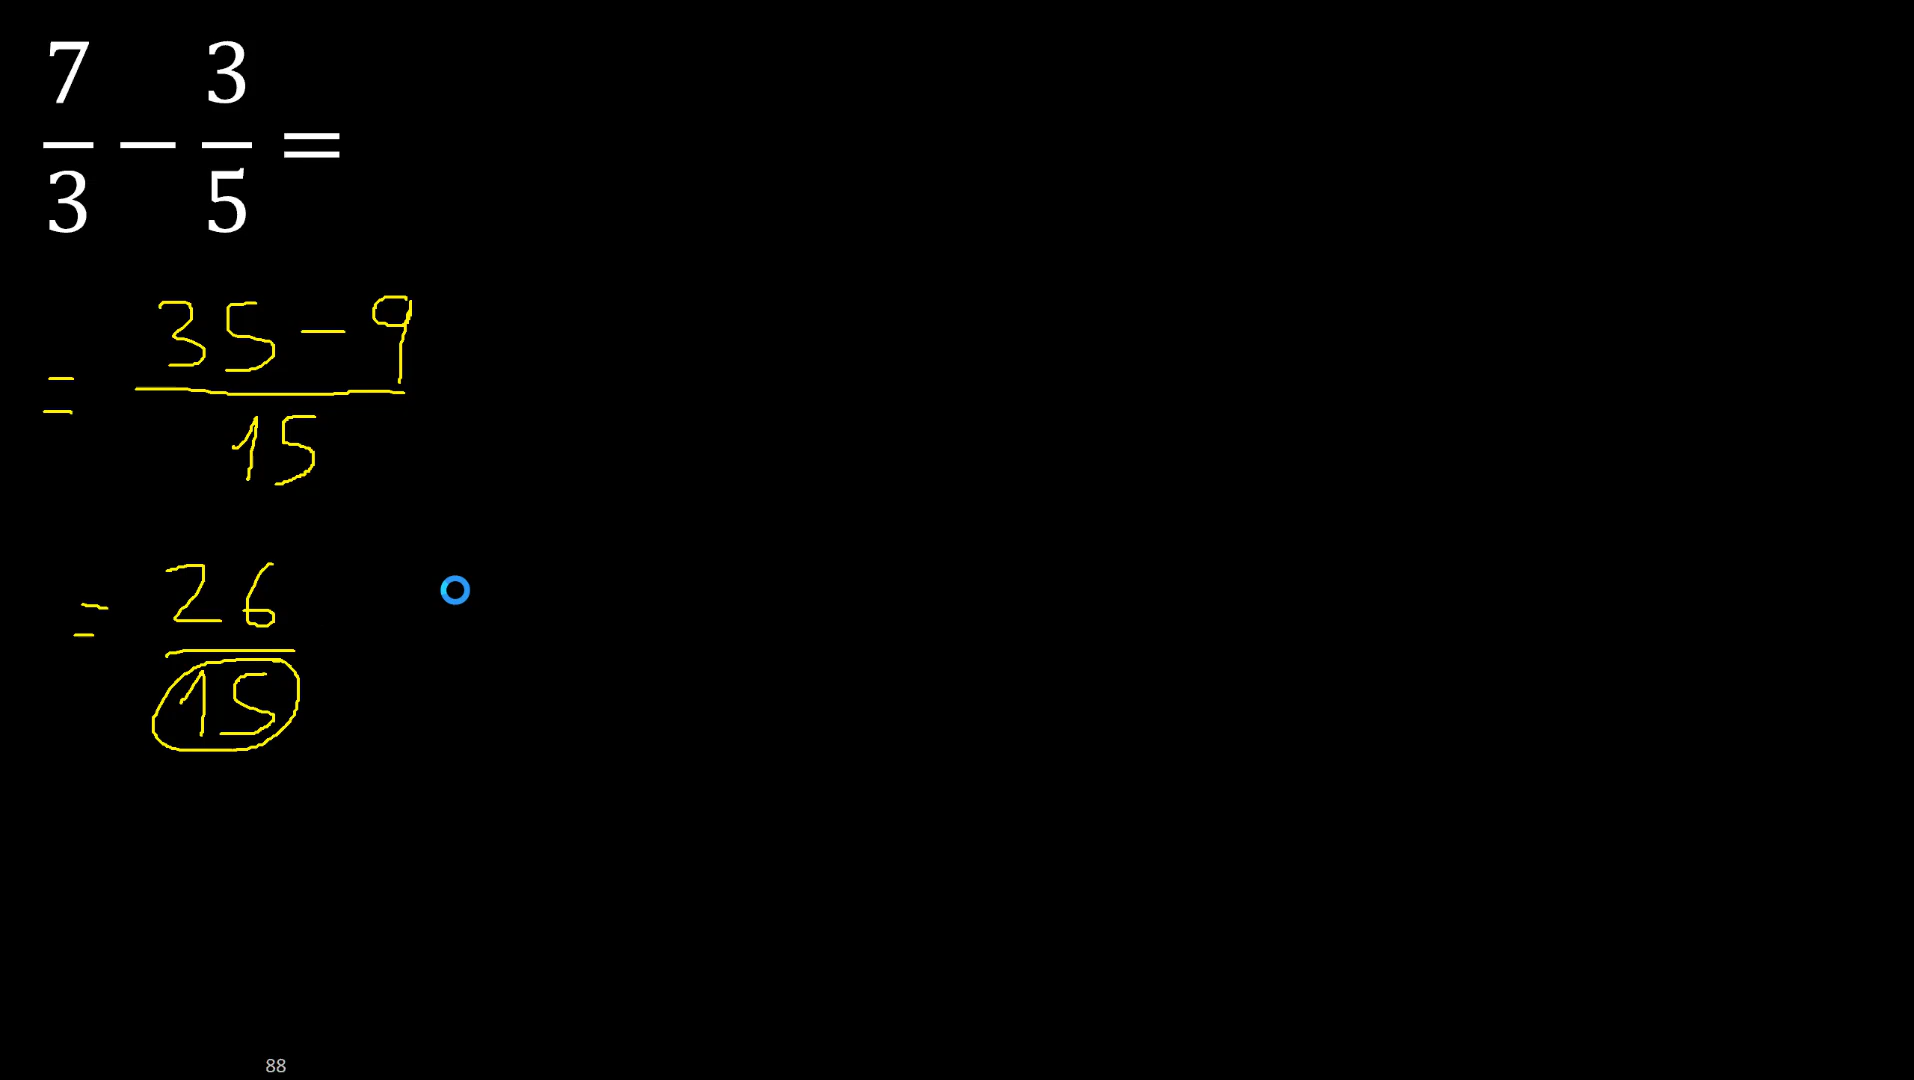 7/3 − 3/5 =
= 35 − 9 / 15
= 26 / 15
88